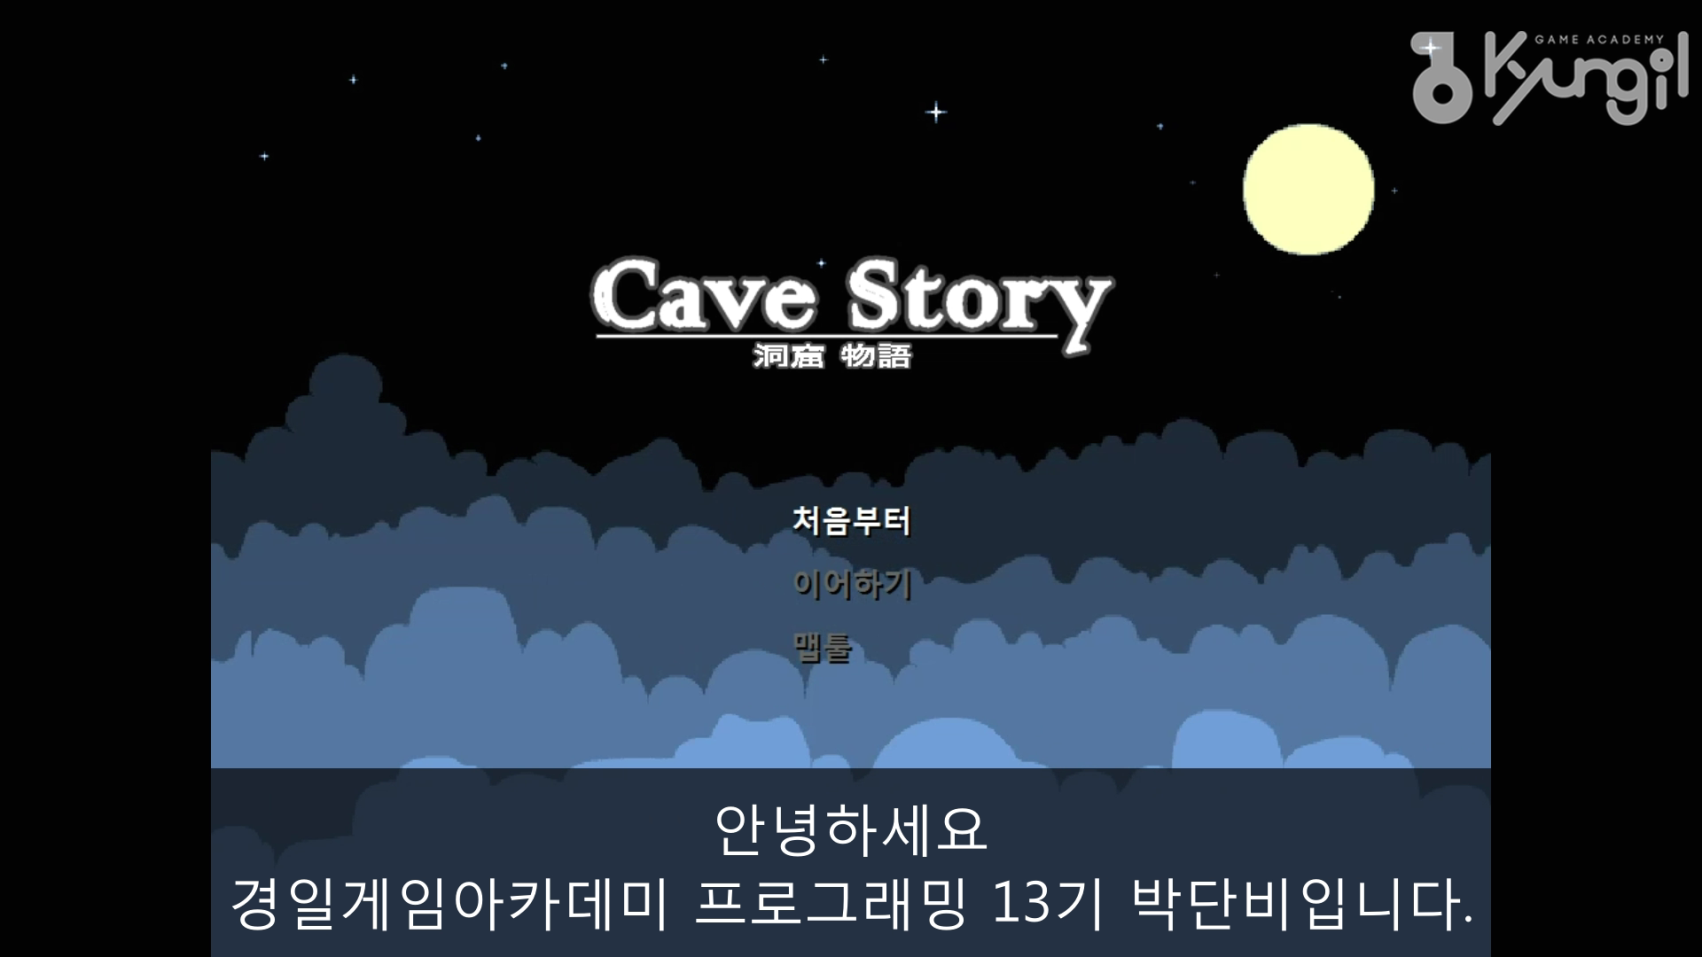 GAME ACADEMY
Kyungil
Cave Story
洞窟 物語
처음부터
이어하기
맵툴
안녕하세요
경일게임아카데미 프로그래밍 13기 박단비입니다.